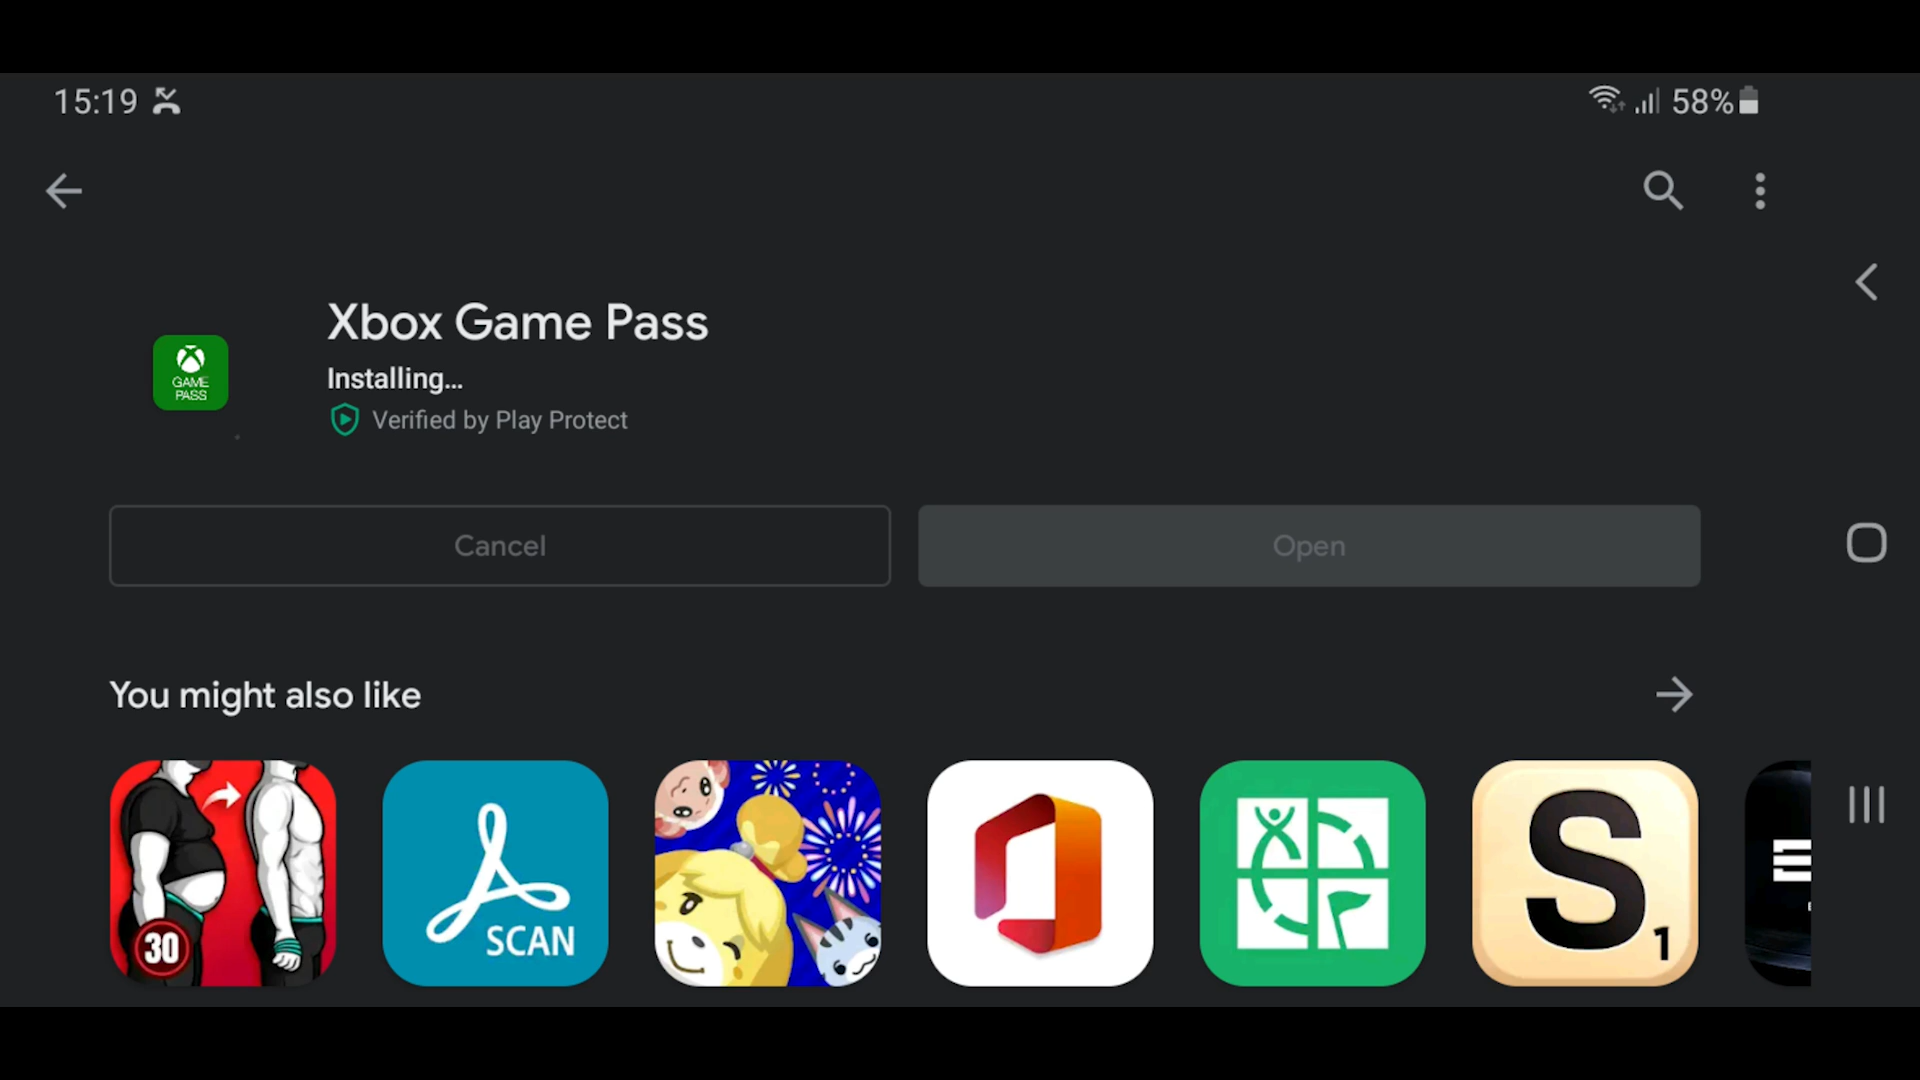 15:19
58%
Xbox Game Pass
GAME
PASS
Installing...
Verified by Play Protect
Cancel
Open
You might also like
30
SCAN
S
1